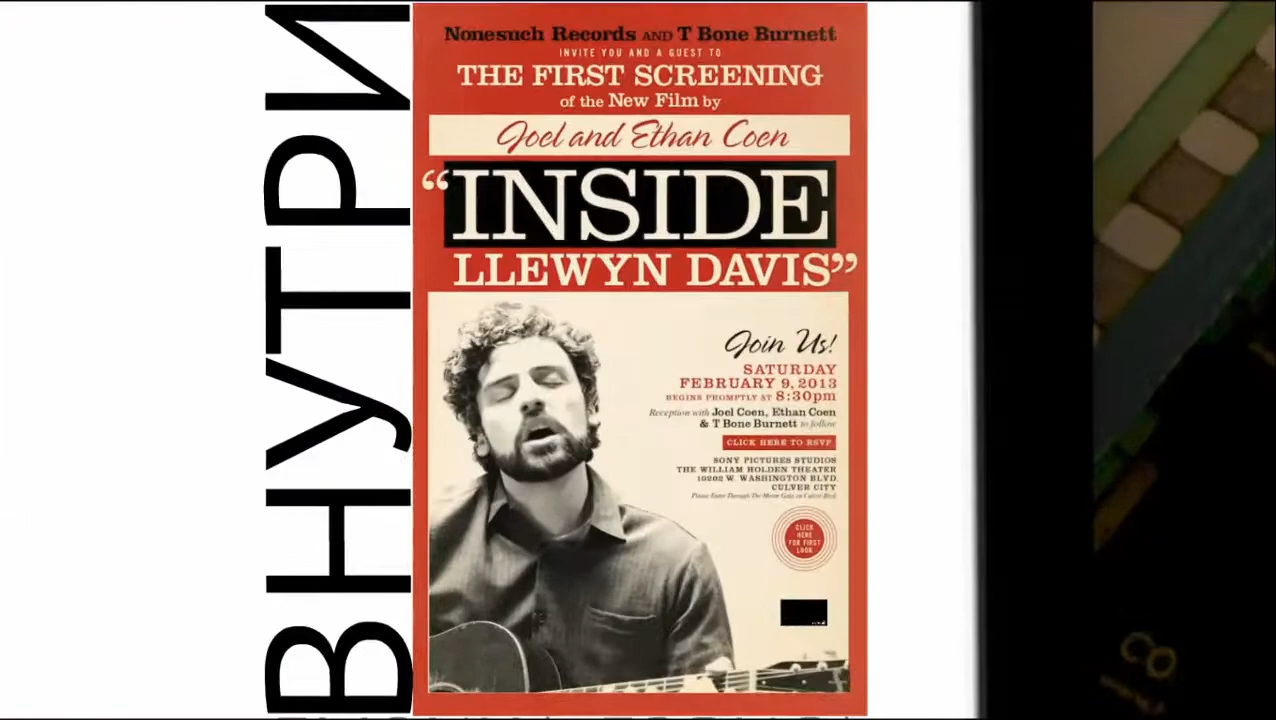 ВНУТРИ
Nonesuch Records AND T Bone Burnett
INVITE YOU AND A GUEST TO
THE FIRST SCREENING
of the New Film by
Joel and Ethan Coen
“INSIDE
LLEWYN DAVIS”
Join Us!
SATURDAY
FEBRUARY 9, 2013
BEGINS PROMPTLY AT 8:30pm
Reception with Joel Coen, Ethan Coen
& T Bone Burnett to follow
CLICK HERE TO RSVP
SONY PICTURES STUDIOS
THE WILLIAM HOLDEN THEATER
10202 W. WASHINGTON BLVD.
CULVER CITY
CLICK
HERE
FOR FIRST
LOOK
CO